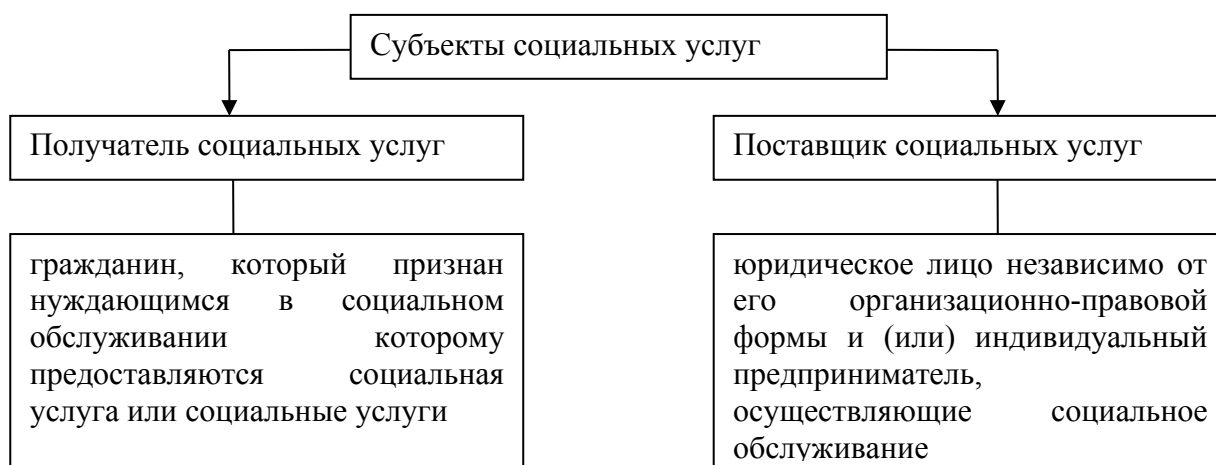 Субъекты социальных услуг
Получатель социальных услуг
Поставщик социальных услуг
гражданин, который признан
нуждающимся в социальном
обслуживании которому
предоставляются социальная
услуга или социальные услуги
юридическое лицо независимо от
его организационно-правовой
формы и (или) индивидуальный
предприниматель,
осуществляющие социальное
обслуживание